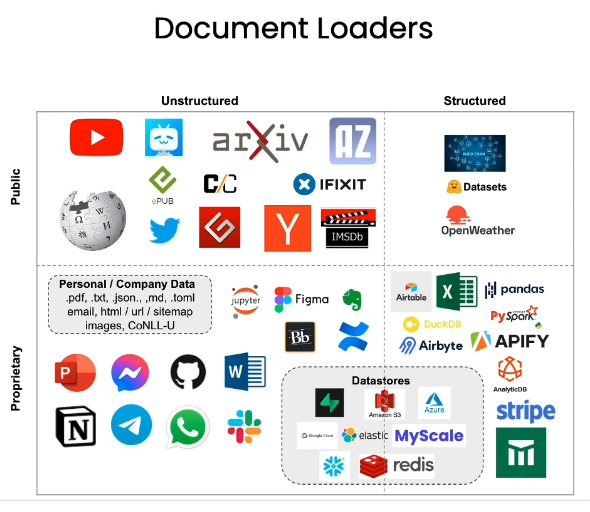 Document Loaders
Unstructured
Structured
Public
arXiv
AZ
BLOCKCHAIN
ePUB
C/C
IFIXIT
Datasets
Y
IMSDb
OpenWeather
Proprietary
Personal / Company Data
.pdf, .txt, .json., ,md, .toml
email, html / url / sitemap
images, CoNLL-U
jupyter
Figma
Airtable
pandas
DuckDB
PySpark
Bb
Airbyte
APIFY
P
W
AnalyticDB
Datastores
Amazon S3
Azure
stripe
N
Google Cloud
elastic
MyScale
redis